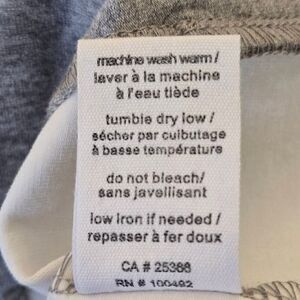 machine wash warm /
laver à la machine
à l'eau tiède
tumble dry low /
sécher par culbutage
à basse température
do not bleach/
sans javellisant
low iron if needed /
repasser à fer doux
CA # 25366
RN # 100492